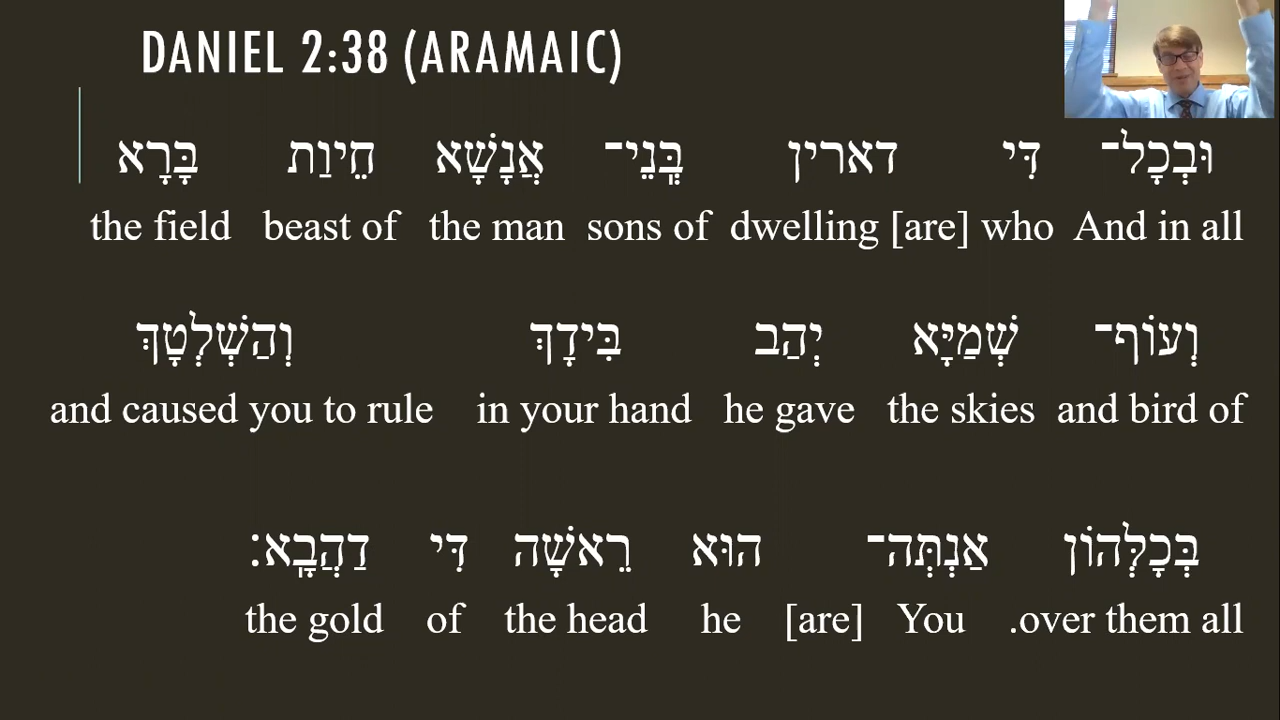 DANIEL 2:38 (ARAMAIC)
וּבְכָל־ דִּי דארין בְּֽנֵי־ אֲנָשָׁא חֵיוַת בָּרָא
the field beast of the man sons of dwelling [are] who And in all
וְעוֹף־ שְׁמַיָּא יְהַב בִּידָךְ וְהַשְׁלְטָךְ
and caused you to rule in your hand he gave the skies and bird of
בְּכָלְּהוֹן אַנְתְּה־ הוּא רֵאשָׁה דִּי דַהֲבָֽא׃
the gold of the head he [are] You .over them all